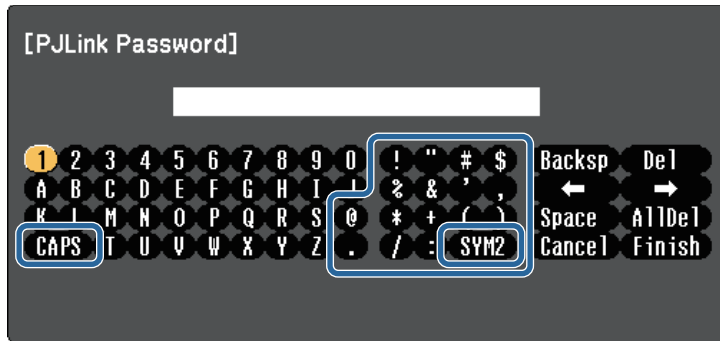 [PJLink Password]
1 2 3 4 5 6 7 8 9 0 ! " # $ Backsp Del
A B C D E F G H I J % & ' , ← →
K L M N O P Q R S @ * + ( ) Space AllDel
CAPS T U V W X Y Z . / : SYM2 Cancel Finish